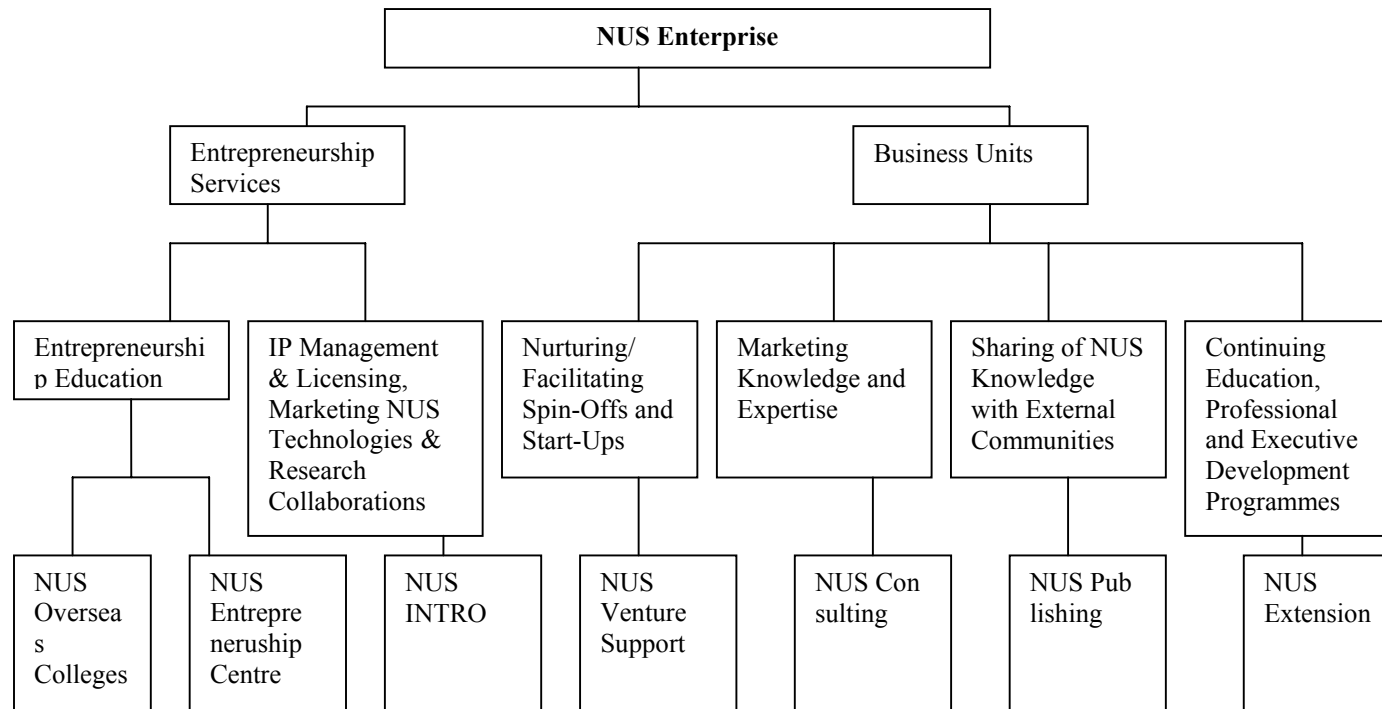 NUS Enterprise
Entrepreneurship
Services
Business Units
Entrepreneurshi
p Education
IP Management
& Licensing,
Marketing NUS
Technologies &
Research
Collaborations
Nurturing/
Facilitating
Spin-Offs and
Start-Ups
Marketing
Knowledge and
Expertise
Sharing of NUS
Knowledge
with External
Communities
Continuing
Education,
Professional
and Executive
Development
Programmes
NUS
Oversea
s
Colleges
NUS
Entrepre
neruship
Centre
NUS
INTRO
NUS
Venture
Support
NUS Con
sulting
NUS Pub
lishing
NUS
Extension